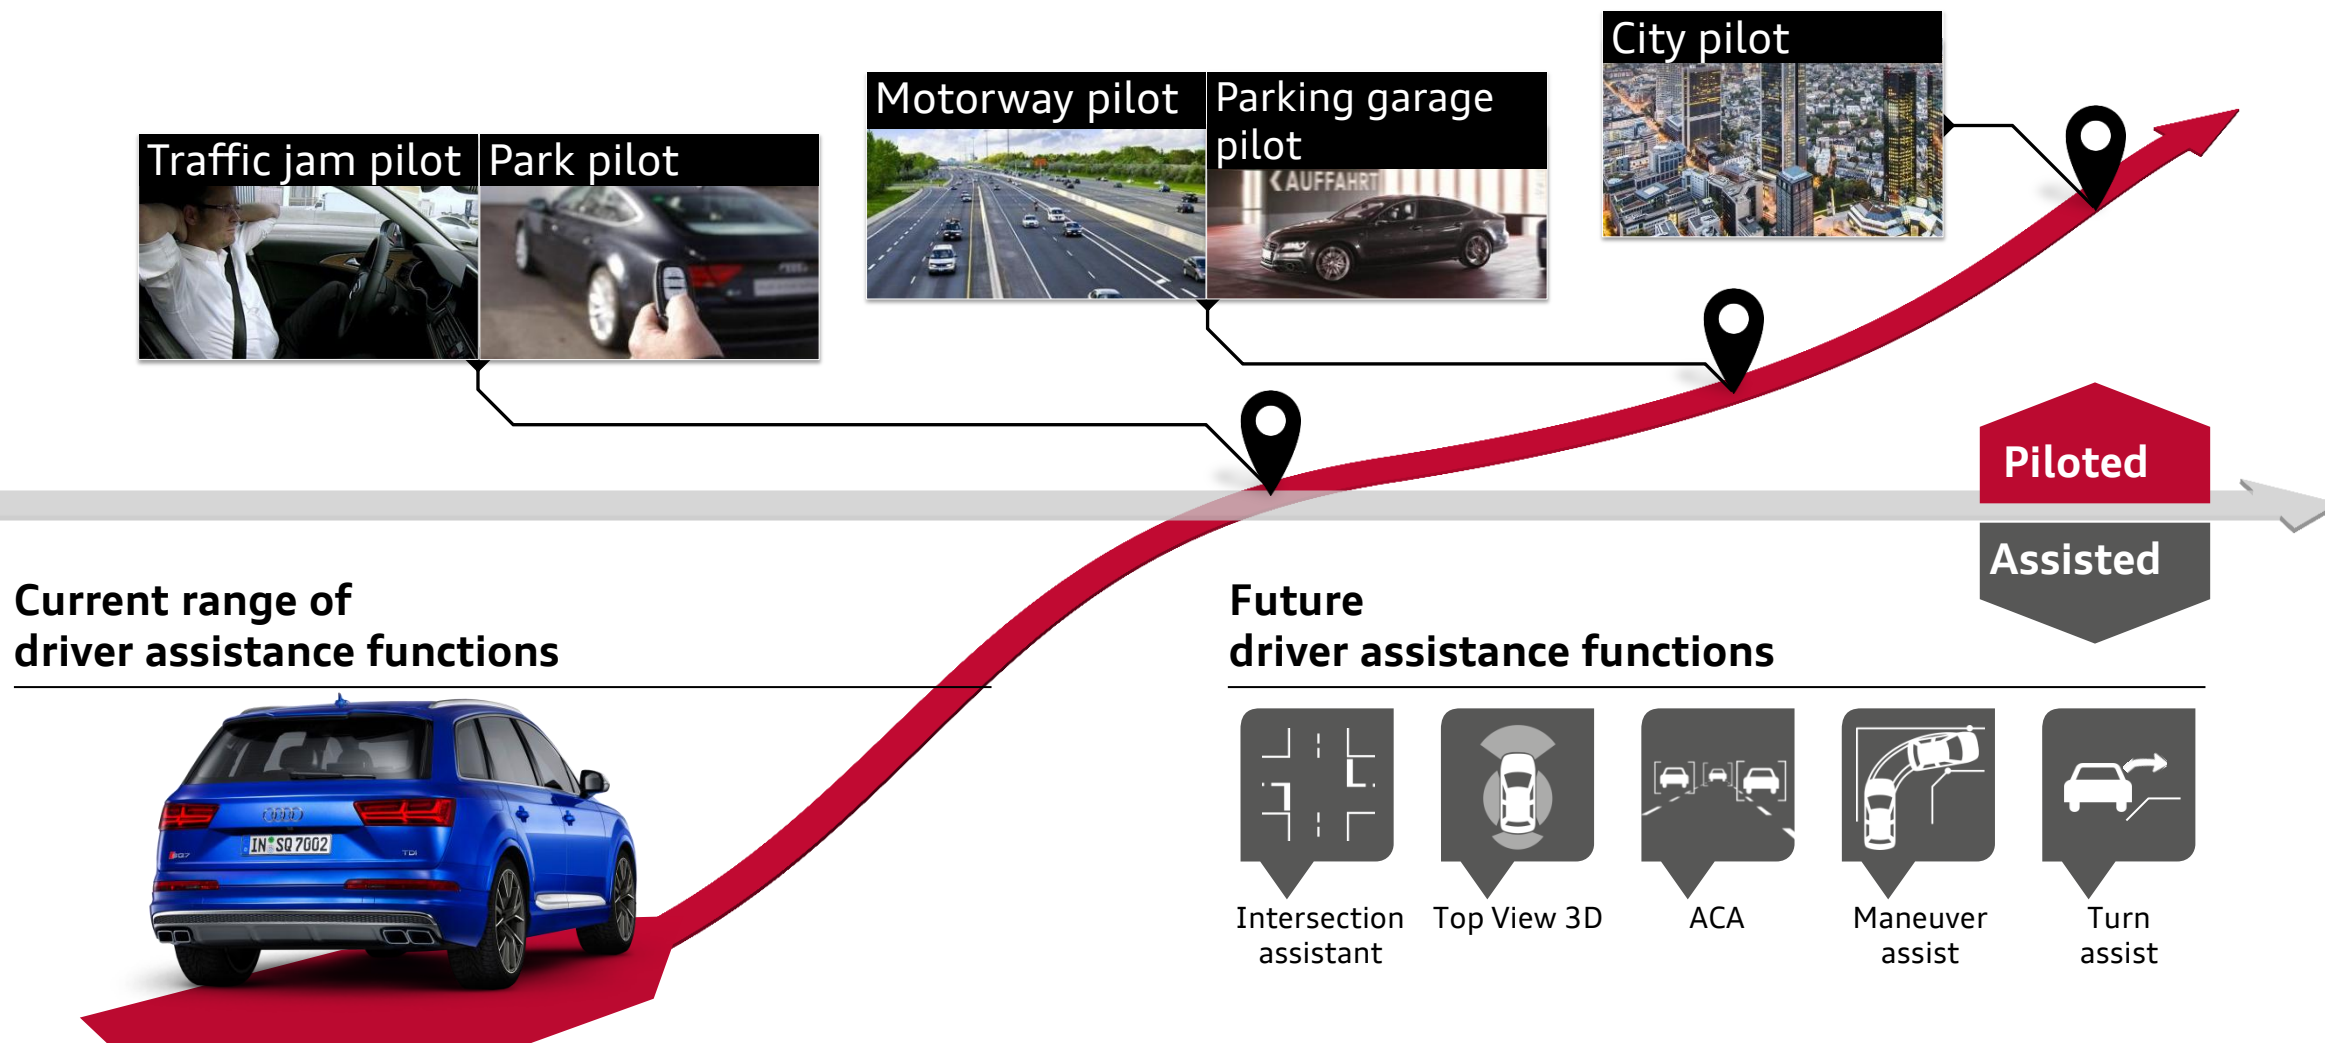 City pilot
Motorway pilot
Parking garage
pilot
Traffic jam pilot
Park pilot
AUFFAHRT
Piloted
Assisted
Current range of
driver assistance functions
Future
driver assistance functions
IN SQ 7002
SQ7
TDI
Intersection
assistant
Top View 3D
ACA
Maneuver
assist
Turn
assist